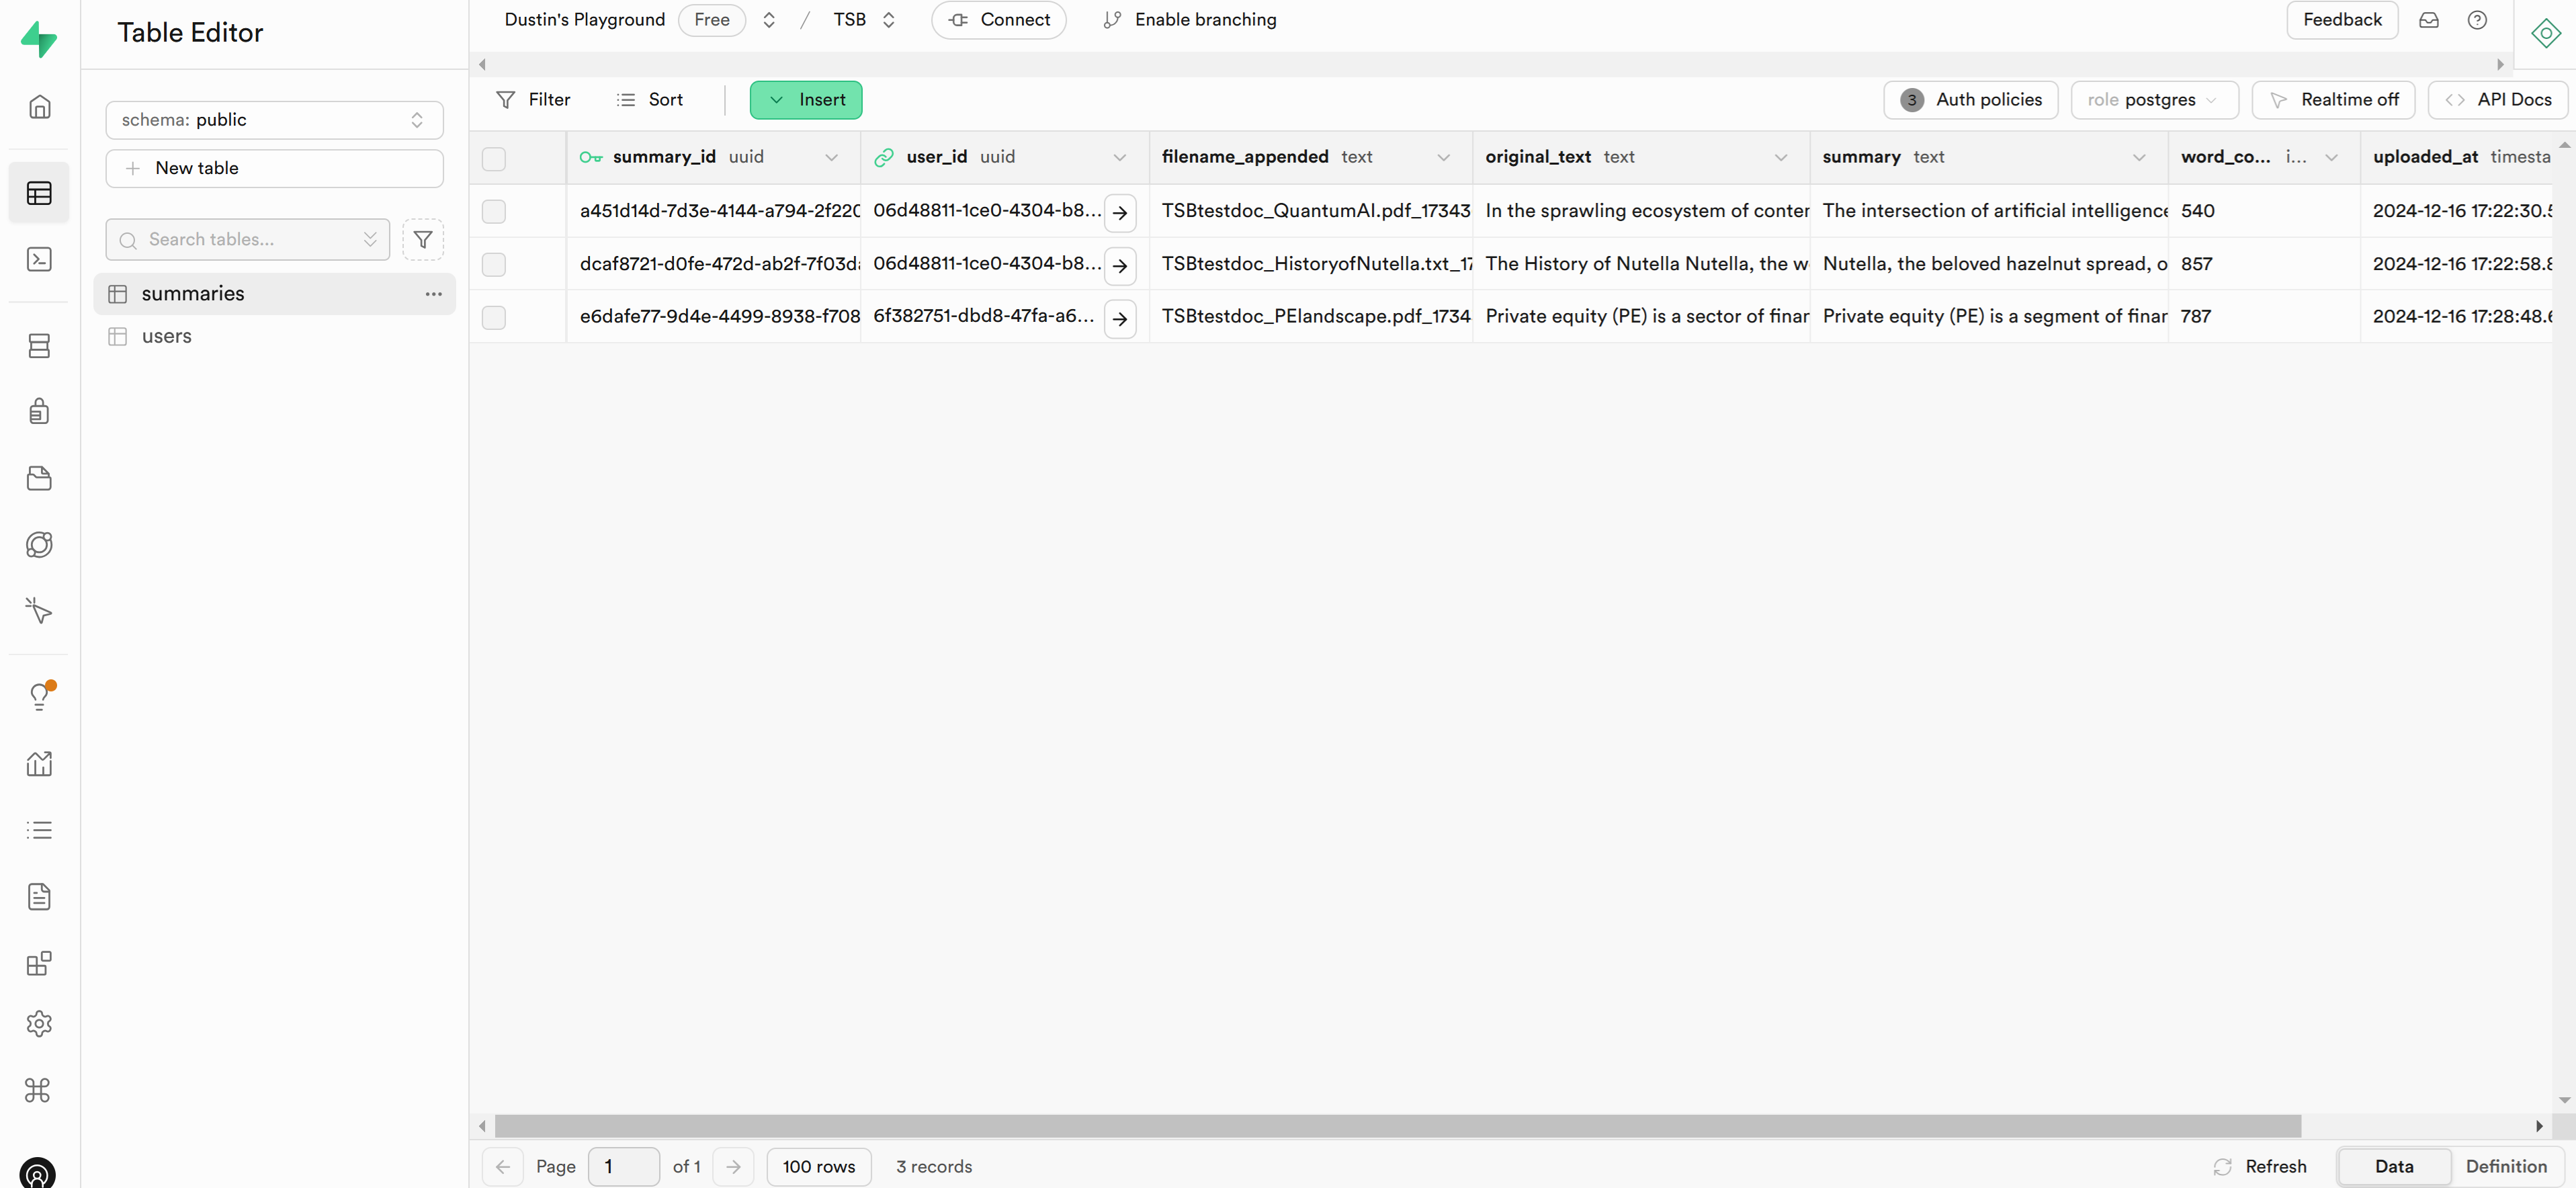 Table Editor
Dustin's Playground Free / TSB Connect Enable branching Feedback
schema: public
New table
Search tables...
summaries
users
Filter Sort Insert 3 Auth policies role postgres Realtime off API Docs
summary_id uuid user_id uuid filename_appended text original_text text summary text word_co... i... uploaded_at timesta
a451d14d-7d3e-4144-a794-2f220 06d48811-1ce0-4304-b8... TSBtestdoc_QuantumAI.pdf_17343 In the sprawling ecosystem of conter The intersection of artificial intelligence 540 2024-12-16 17:22:30.5
dcaf8721-d0fe-472d-ab2f-7f03d 06d48811-1ce0-4304-b8... TSBtestdoc_HistoryofNutella.txt_17 The History of Nutella Nutella, the w Nutella, the beloved hazelnut spread, o 857 2024-12-16 17:22:58.8
e6dafe77-9d4e-4499-8938-f708 6f382751-dbd8-47fa-a6... TSBtestdoc_PElandscape.pdf_1734 Private equity (PE) is a sector of finar Private equity (PE) is a segment of finar 787 2024-12-16 17:28:48.6
Page 1 of 1 100 rows 3 records Refresh Data Definition